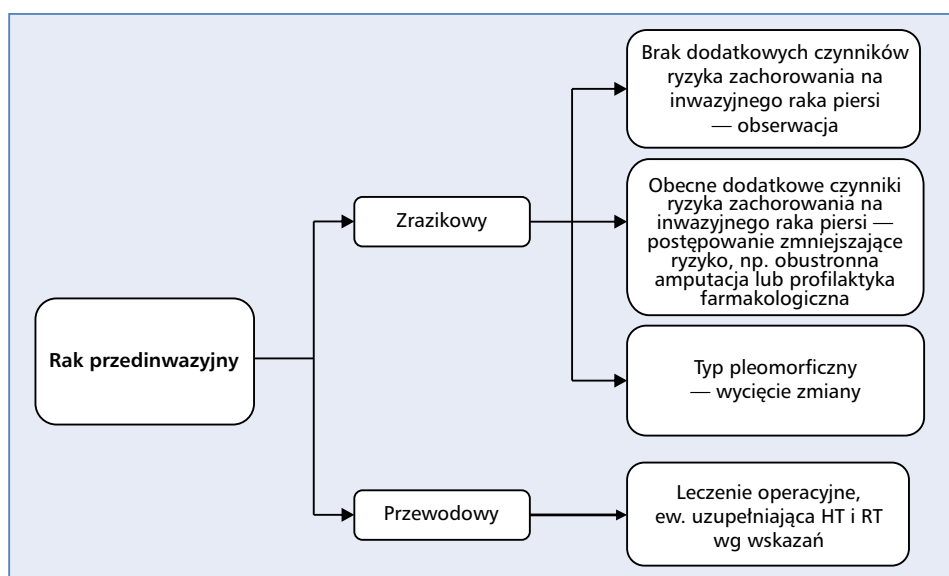 Rak przedinwazyjny
Zrazikowy
Brak dodatkowych czynników
ryzyka zachorowania na
inwazyjnego raka piersi
— obserwacja
Obecne dodatkowe czynniki
ryzyka zachorowania na
inwazyjnego raka piersi —
postępowanie zmniejszające
ryzyko, np. obustronna
amputacja lub profilaktyka
farmakologiczna
Typ pleomorficzny
— wycięcie zmiany
Przewodowy
Leczenie operacyjne,
ew. uzupełniająca HT i RT
wg wskazań